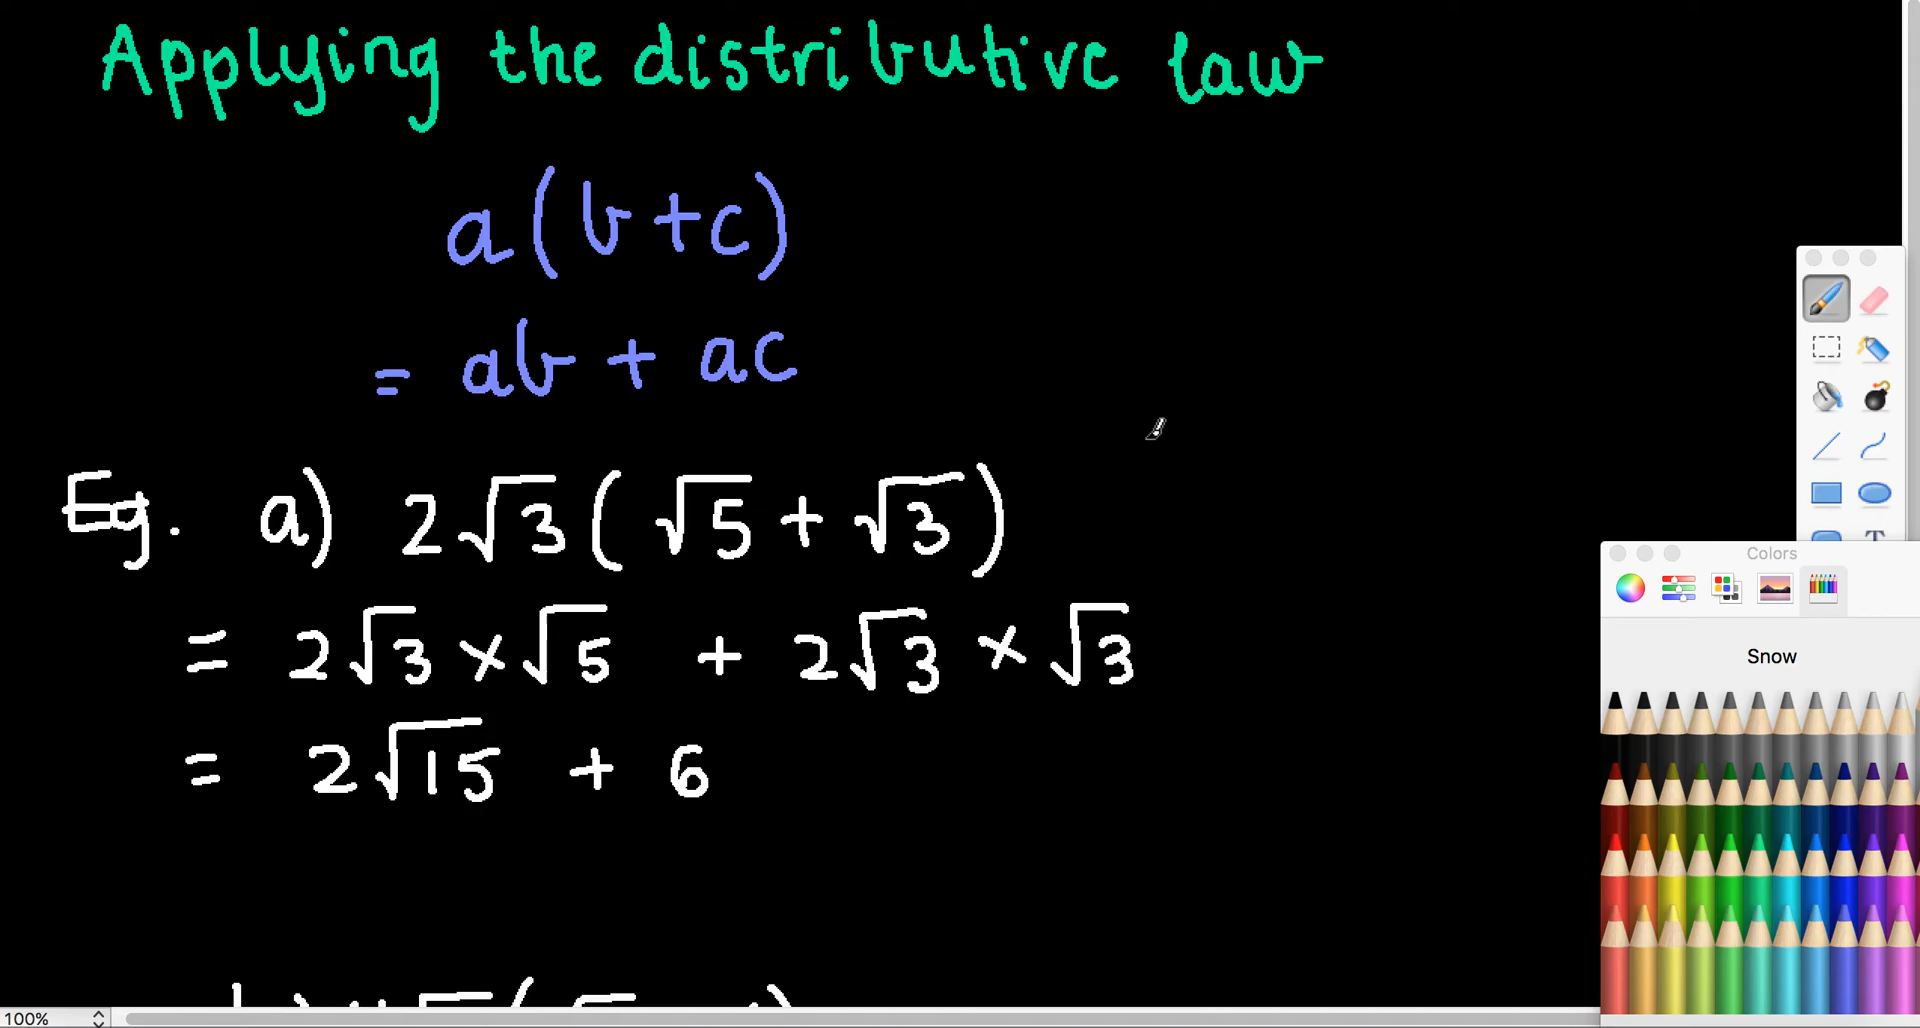 Applying the distributive law
a(b+c)
= ab + ac
Eg. a) 2√3(√5 + √3)
= 2√3 × √5 + 2√3 × √3
= 2√15 + 6
Colors
Snow
100%